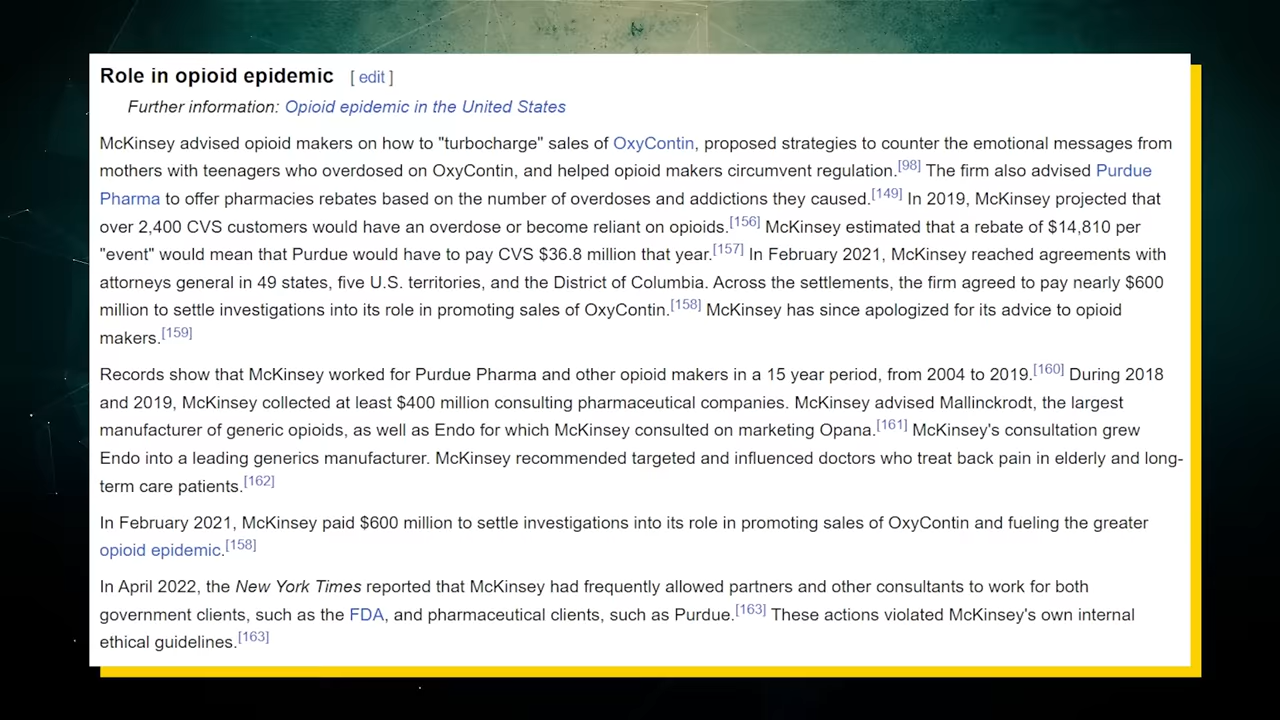 Role in opioid epidemic [ edit ]
Further information: Opioid epidemic in the United States
McKinsey advised opioid makers on how to "turbocharge" sales of OxyContin, proposed strategies to counter the emotional messages from
mothers with teenagers who overdosed on OxyContin, and helped opioid makers circumvent regulation.[98] The firm also advised Purdue
Pharma to offer pharmacies rebates based on the number of overdoses and addictions they caused.[149] In 2019, McKinsey projected that
over 2,400 CVS customers would have an overdose or become reliant on opioids.[156] McKinsey estimated that a rebate of $14,810 per
"event" would mean that Purdue would have to pay CVS $36.8 million that year.[157] In February 2021, McKinsey reached agreements with
attorneys general in 49 states, five U.S. territories, and the District of Columbia. Across the settlements, the firm agreed to pay nearly $600
million to settle investigations into its role in promoting sales of OxyContin.[158] McKinsey has since apologized for its advice to opioid
makers.[159]
Records show that McKinsey worked for Purdue Pharma and other opioid makers in a 15 year period, from 2004 to 2019.[160] During 2018
and 2019, McKinsey collected at least $400 million consulting pharmaceutical companies. McKinsey advised Mallinckrodt, the largest
manufacturer of generic opioids, as well as Endo for which McKinsey consulted on marketing Opana.[161] McKinsey's consultation grew
Endo into a leading generics manufacturer. McKinsey recommended targeted and influenced doctors who treat back pain in elderly and long-
term care patients.[162]
In February 2021, McKinsey paid $600 million to settle investigations into its role in promoting sales of OxyContin and fueling the greater
opioid epidemic.[158]
In April 2022, the New York Times reported that McKinsey had frequently allowed partners and other consultants to work for both
government clients, such as the FDA, and pharmaceutical clients, such as Purdue.[163] These actions violated McKinsey's own internal
ethical guidelines.[163]